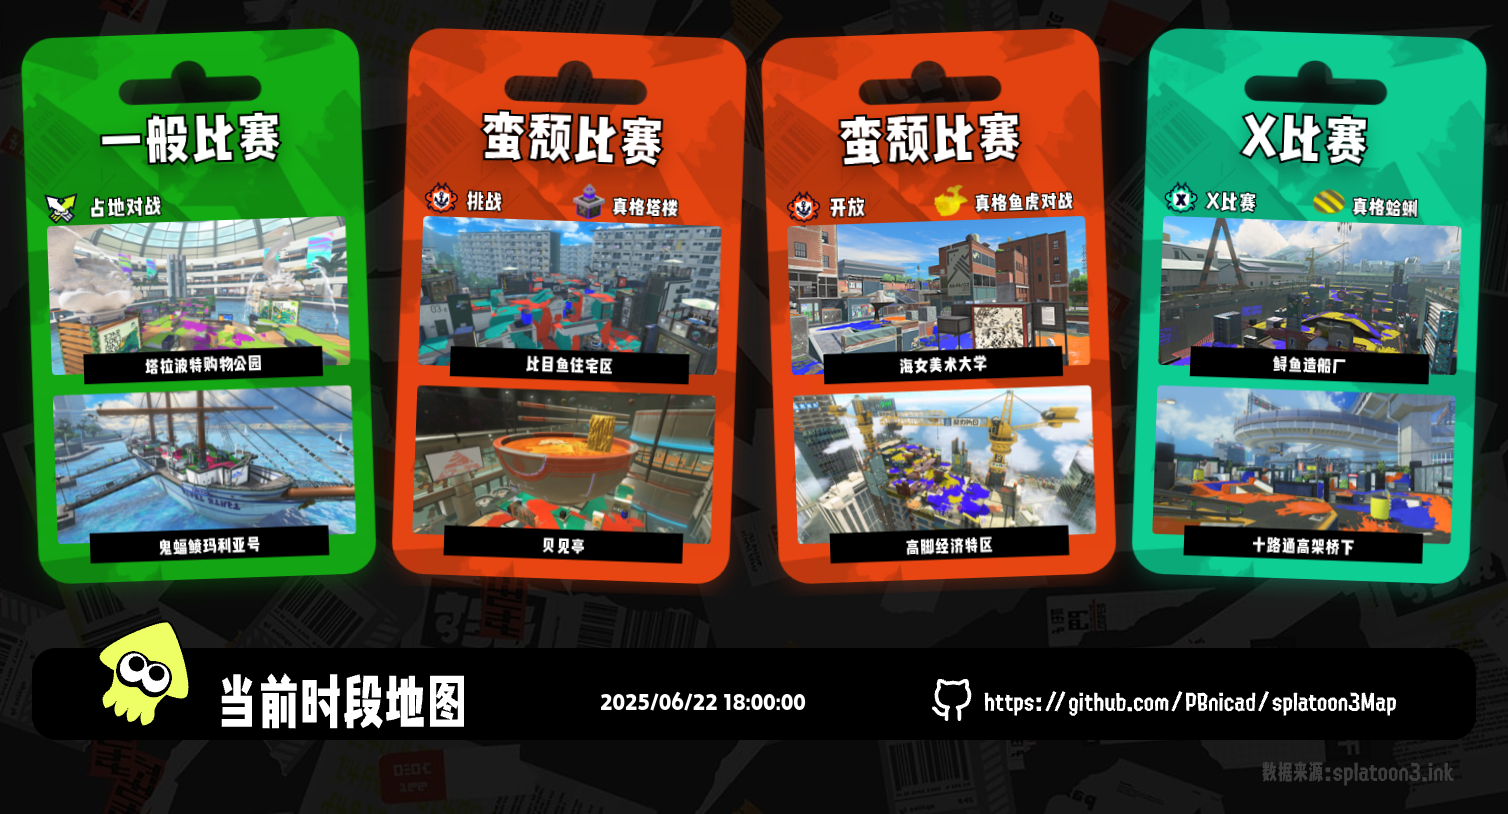 一般比赛
占地对战
塔拉波特购物公园
鬼蝠鲼玛利亚号
蛮颓比赛
挑战
真格塔楼
比目鱼住宅区
贝见亭
蛮颓比赛
开放
真格鱼虎对战
海女美术大学
高脚经济特区
X比赛
X比赛
真格蛤蜊
鲟鱼造船厂
十路通高架桥下
当前时段地图
2025/06/22 18:00:00
https://github.com/PBnicad/splatoon3Map
数据来源:splatoon3.ink